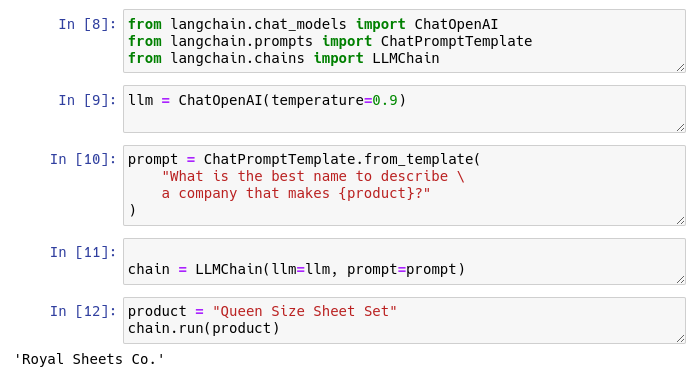 In [8]: from langchain.chat_models import ChatOpenAI
from langchain.prompts import ChatPromptTemplate
from langchain.chains import LLMChain
In [9]: llm = ChatOpenAI(temperature=0.9)
In [10]: prompt = ChatPromptTemplate.from_template(
    "What is the best name to describe \
    a company that makes {product}?"
)
In [11]:
chain = LLMChain(llm=llm, prompt=prompt)
In [12]: product = "Queen Size Sheet Set"
chain.run(product)
'Royal Sheets Co.'